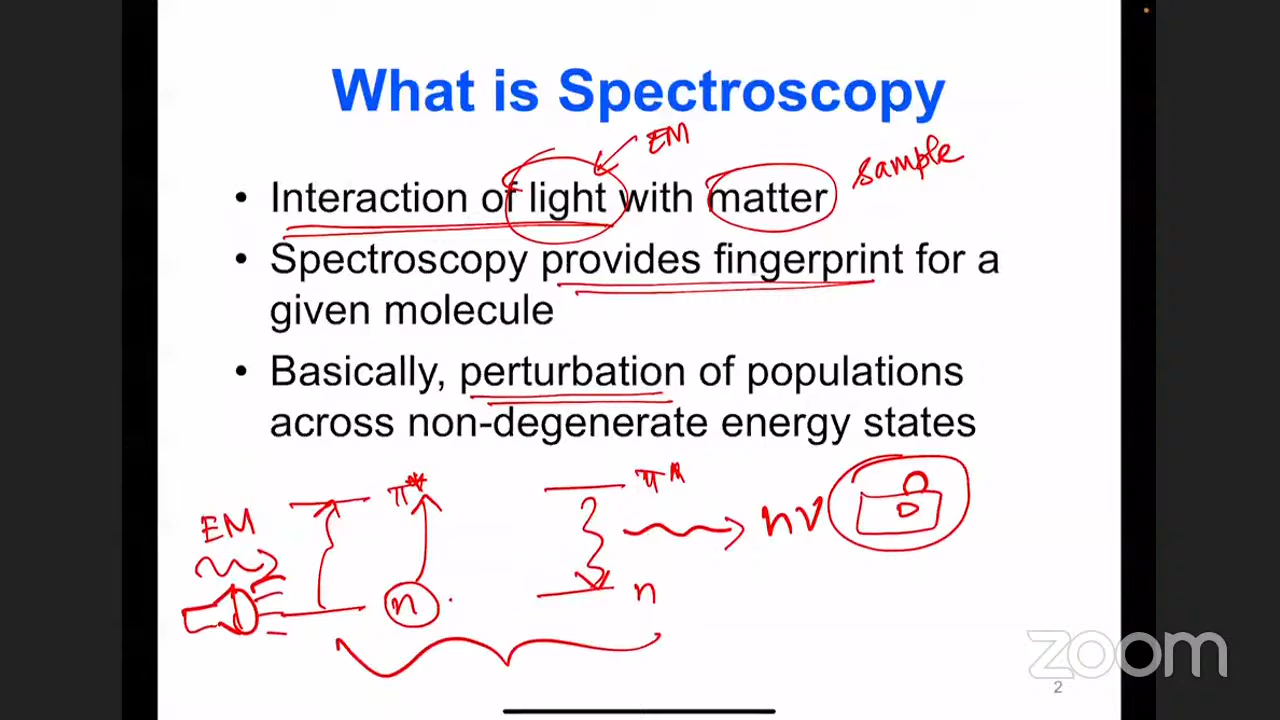 What is Spectroscopy
EM
sample
• Interaction of light with matter
• Spectroscopy provides fingerprint for a
given molecule
• Basically, perturbation of populations
across non-degenerate energy states
π*
π*
EM
hν
n
n
zoom
2